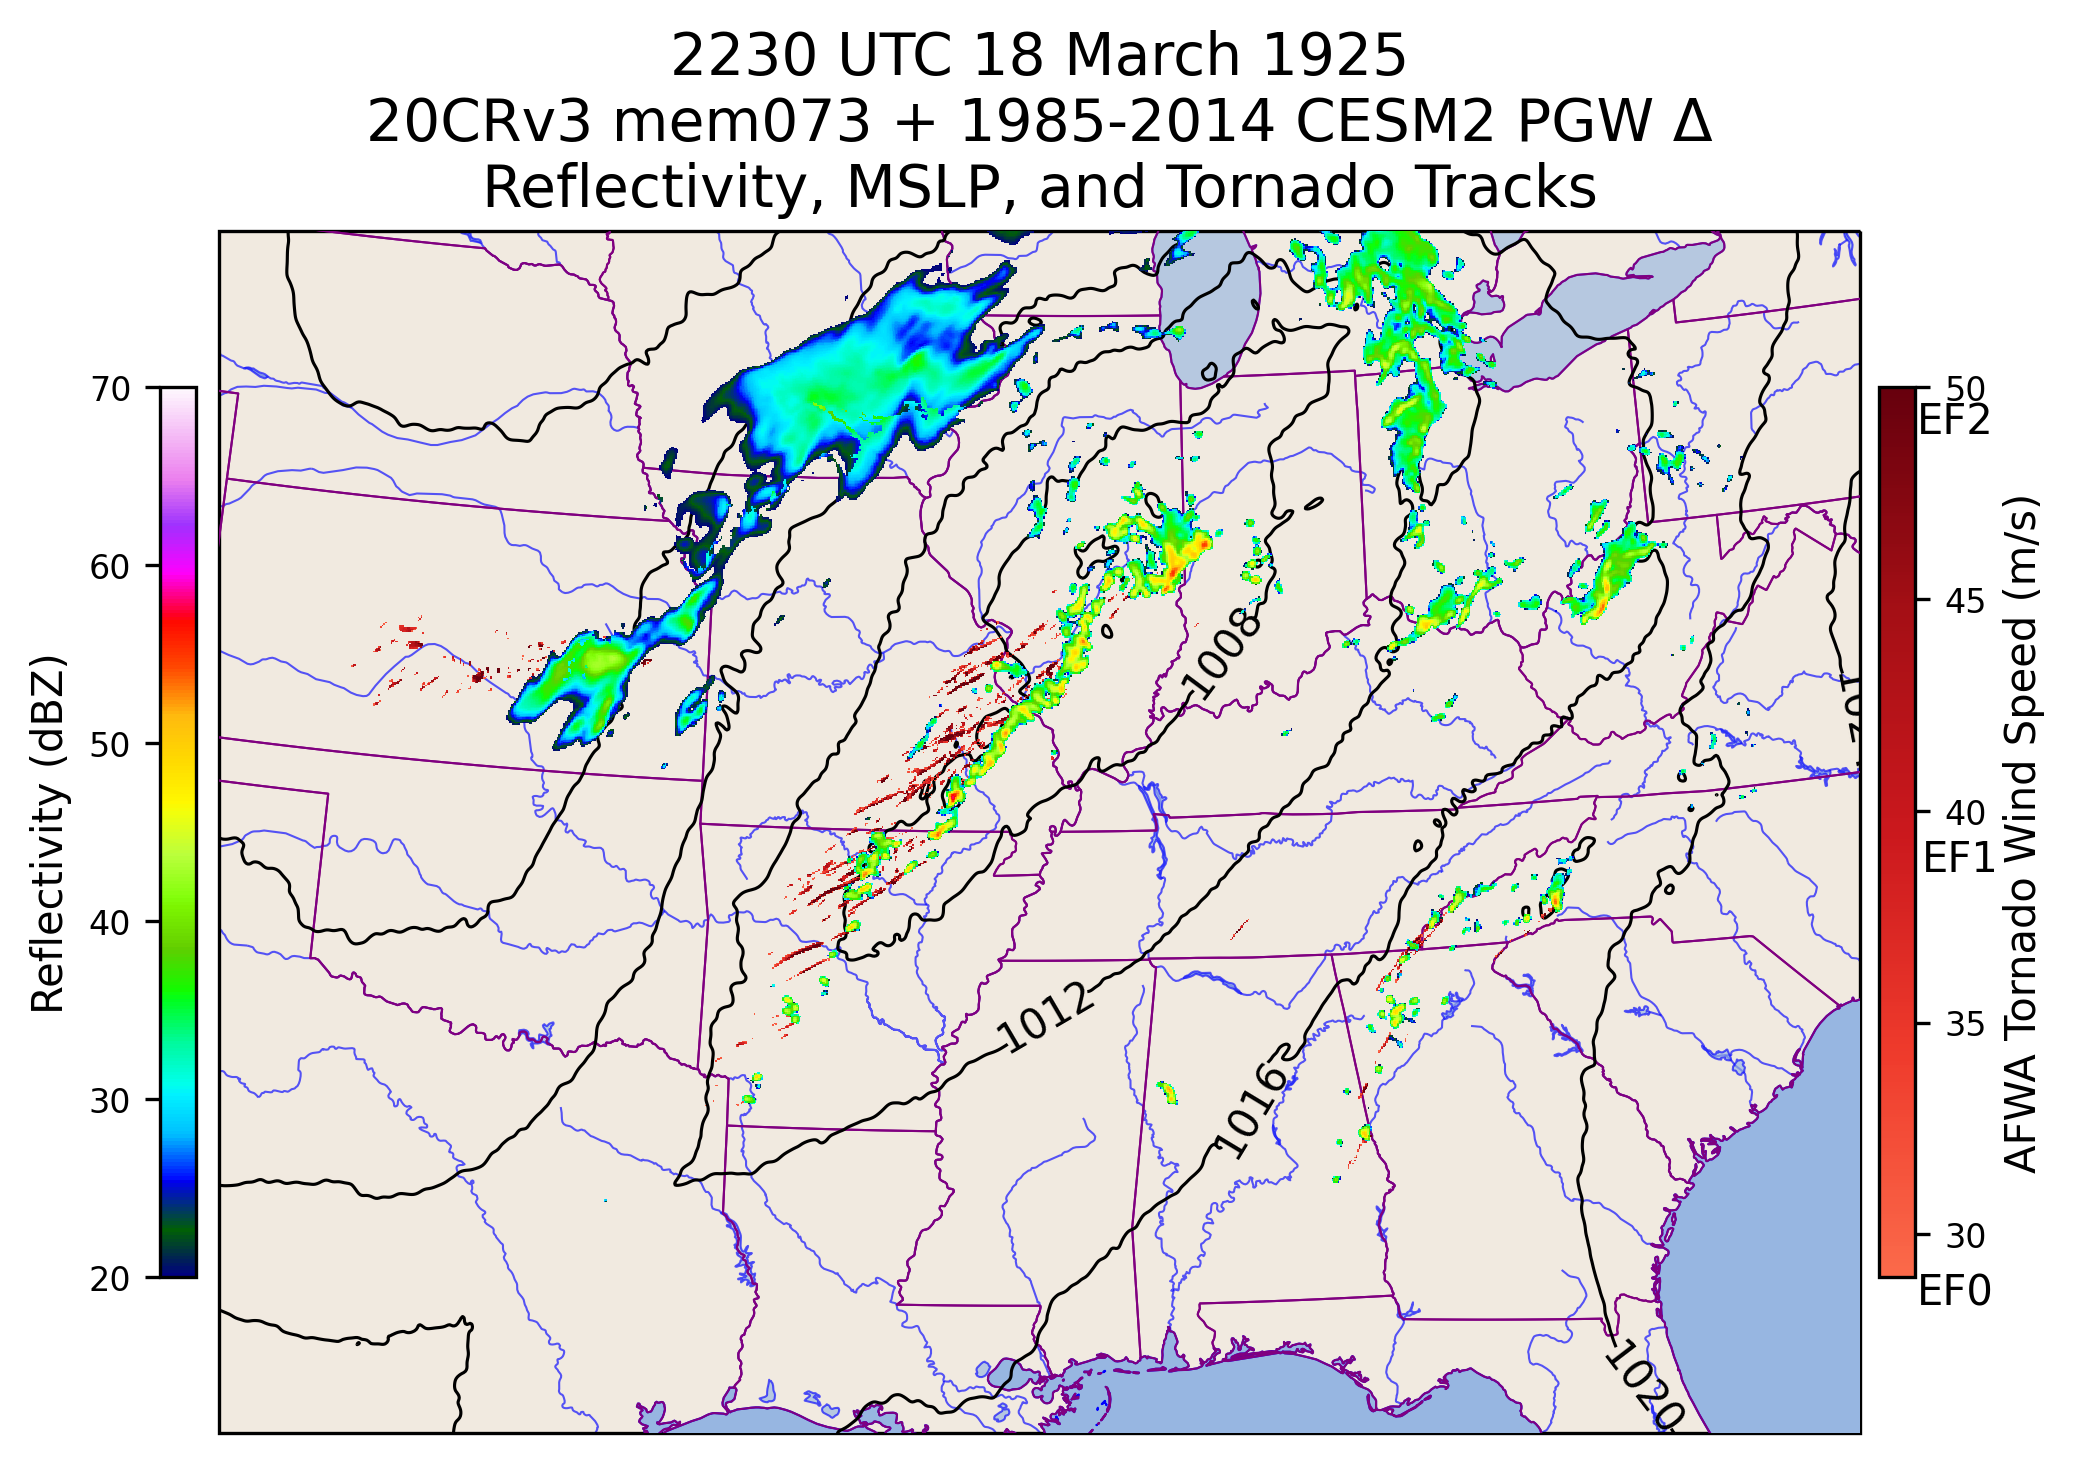 2230 UTC 18 March 1925
20CRv3 mem073 + 1985-2014 CESM2 PGW Δ
Reflectivity, MSLP, and Tornado Tracks
70
60
50
40
30
20
Reflectivity (dBZ)
1008
1012
1016
1020
50
EF2
45
40
EF1
35
30
EF0
AFWA Tornado Wind Speed (m/s)